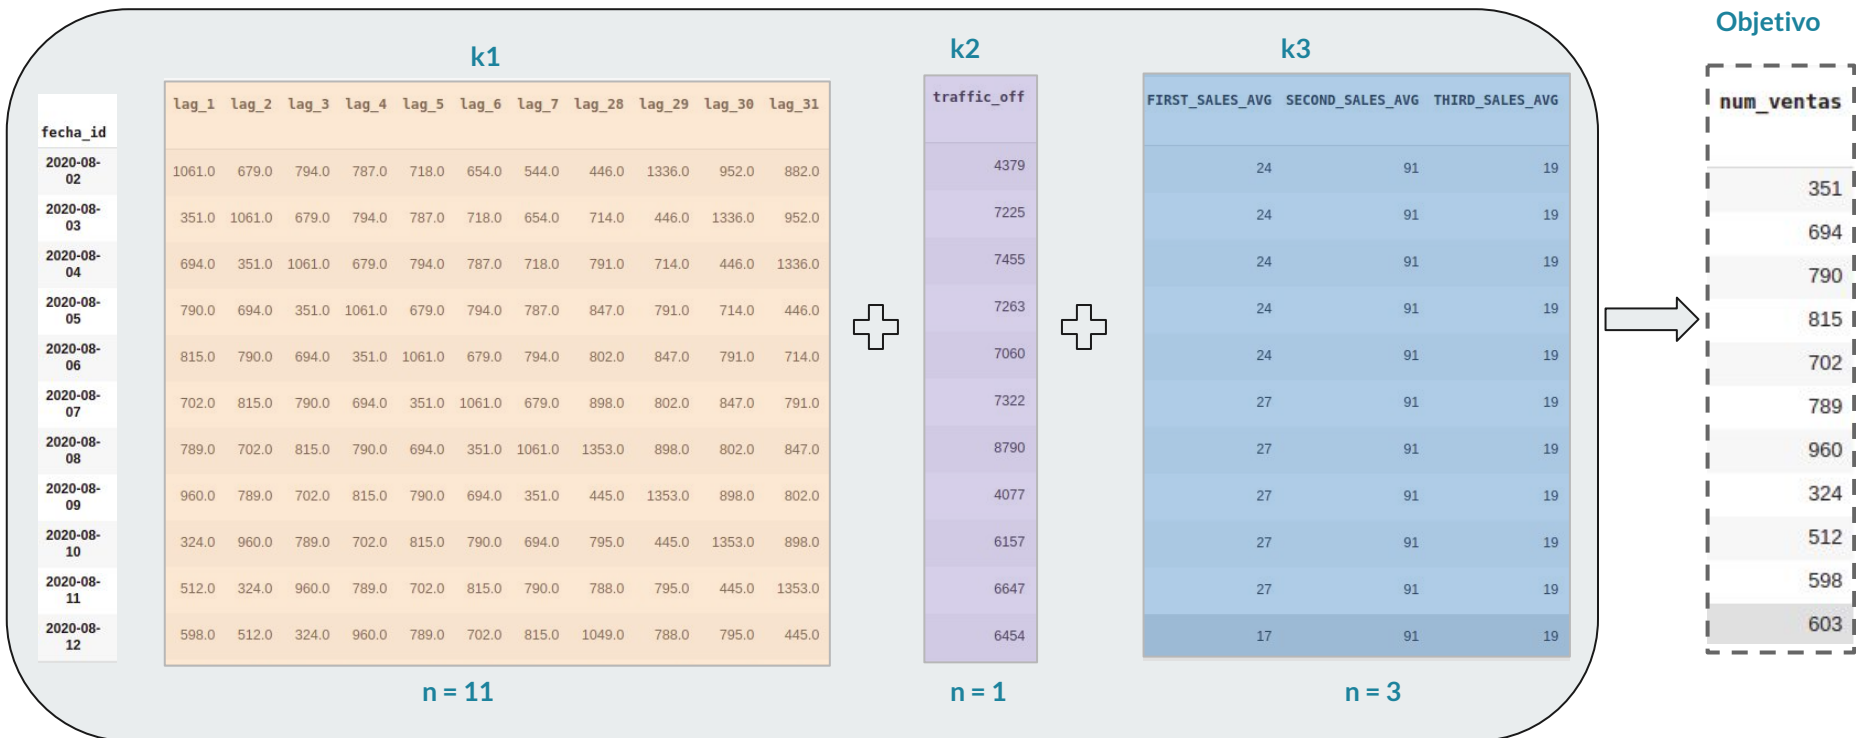 Objetivo
k1
k2
k3
fecha_id
lag_1 lag_2 lag_3 lag_4 lag_5 lag_6 lag_7 lag_28 lag_29 lag_30 lag_31
traffic_off
FIRST_SALES_AVG SECOND_SALES_AVG THIRD_SALES_AVG
num_ventas
2020-08-
02
1061.0 679.0 794.0 787.0 718.0 654.0 544.0 446.0 1336.0 952.0 882.0
4379
24 91 19
351
2020-08-
03
351.0 1061.0 679.0 794.0 787.0 718.0 654.0 714.0 446.0 1336.0 952.0
7225
24 91 19
694
2020-08-
04
694.0 351.0 1061.0 679.0 794.0 787.0 718.0 791.0 714.0 446.0 1336.0
7455
24 91 19
790
2020-08-
05
790.0 694.0 351.0 1061.0 679.0 794.0 787.0 847.0 791.0 714.0 446.0
7263
24 91 19
815
2020-08-
06
815.0 790.0 694.0 351.0 1061.0 679.0 794.0 802.0 847.0 791.0 714.0
7060
24 91 19
702
2020-08-
07
702.0 815.0 790.0 694.0 351.0 1061.0 679.0 898.0 802.0 847.0 791.0
7322
27 91 19
789
2020-08-
08
789.0 702.0 815.0 790.0 694.0 351.0 1061.0 1353.0 898.0 802.0 847.0
8790
27 91 19
960
2020-08-
09
960.0 789.0 702.0 815.0 790.0 694.0 351.0 445.0 1353.0 898.0 802.0
4077
27 91 19
324
2020-08-
10
324.0 960.0 789.0 702.0 815.0 790.0 694.0 795.0 445.0 1353.0 898.0
6157
27 91 19
512
2020-08-
11
512.0 324.0 960.0 789.0 702.0 815.0 790.0 788.0 795.0 445.0 1353.0
6647
27 91 19
598
2020-08-
12
598.0 512.0 324.0 960.0 789.0 702.0 815.0 1049.0 788.0 795.0 445.0
6454
17 91 19
603
n = 11
n = 1
n = 3